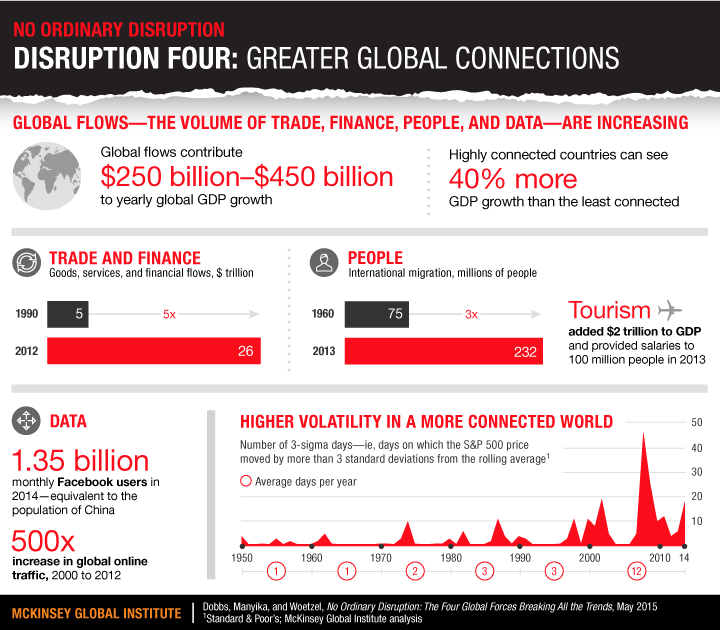 NO ORDINARY DISRUPTION
DISRUPTION FOUR: GREATER GLOBAL CONNECTIONS
GLOBAL FLOWS—THE VOLUME OF TRADE, FINANCE, PEOPLE, AND DATA—ARE INCREASING
Global flows contribute
$250 billion–$450 billion
to yearly global GDP growth
Highly connected countries can see
40% more
GDP growth than the least connected
TRADE AND FINANCE
Goods, services, and financial flows, $ trillion
1990 5 5x
2012 26
PEOPLE
International migration, millions of people
1960 75 3x
2013 232
Tourism
added $2 trillion to GDP
and provided salaries to
100 million people in 2013
DATA
1.35 billion
monthly Facebook users in
2014—equivalent to the
population of China
500x
increase in global online
traffic, 2000 to 2012
HIGHER VOLATILITY IN A MORE CONNECTED WORLD
Number of 3-sigma days—ie, days on which the S&P 500 price
moved by more than 3 standard deviations from the rolling average1
Average days per year
50
40
30
20
10
1950 1960 1970 1980 1990 2000 2010 14
1 1 2 3 3 12
MCKINSEY GLOBAL INSTITUTE
Dobbs, Manyika, and Woetzel, No Ordinary Disruption: The Four Global Forces Breaking All the Trends, May 2015
1Standard & Poor's; McKinsey Global Institute analysis